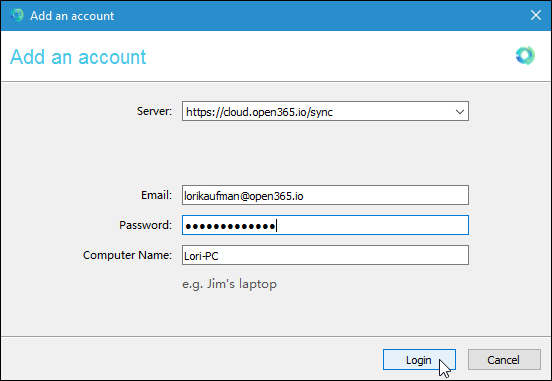 Add an account
Add an account
Server: https://cloud.open365.io/sync
Email: lorikaufman@open365.io
Password: ●●●●●●●●●●●●●
Computer Name: Lori-PC
e.g. Jim's laptop
Login Cancel